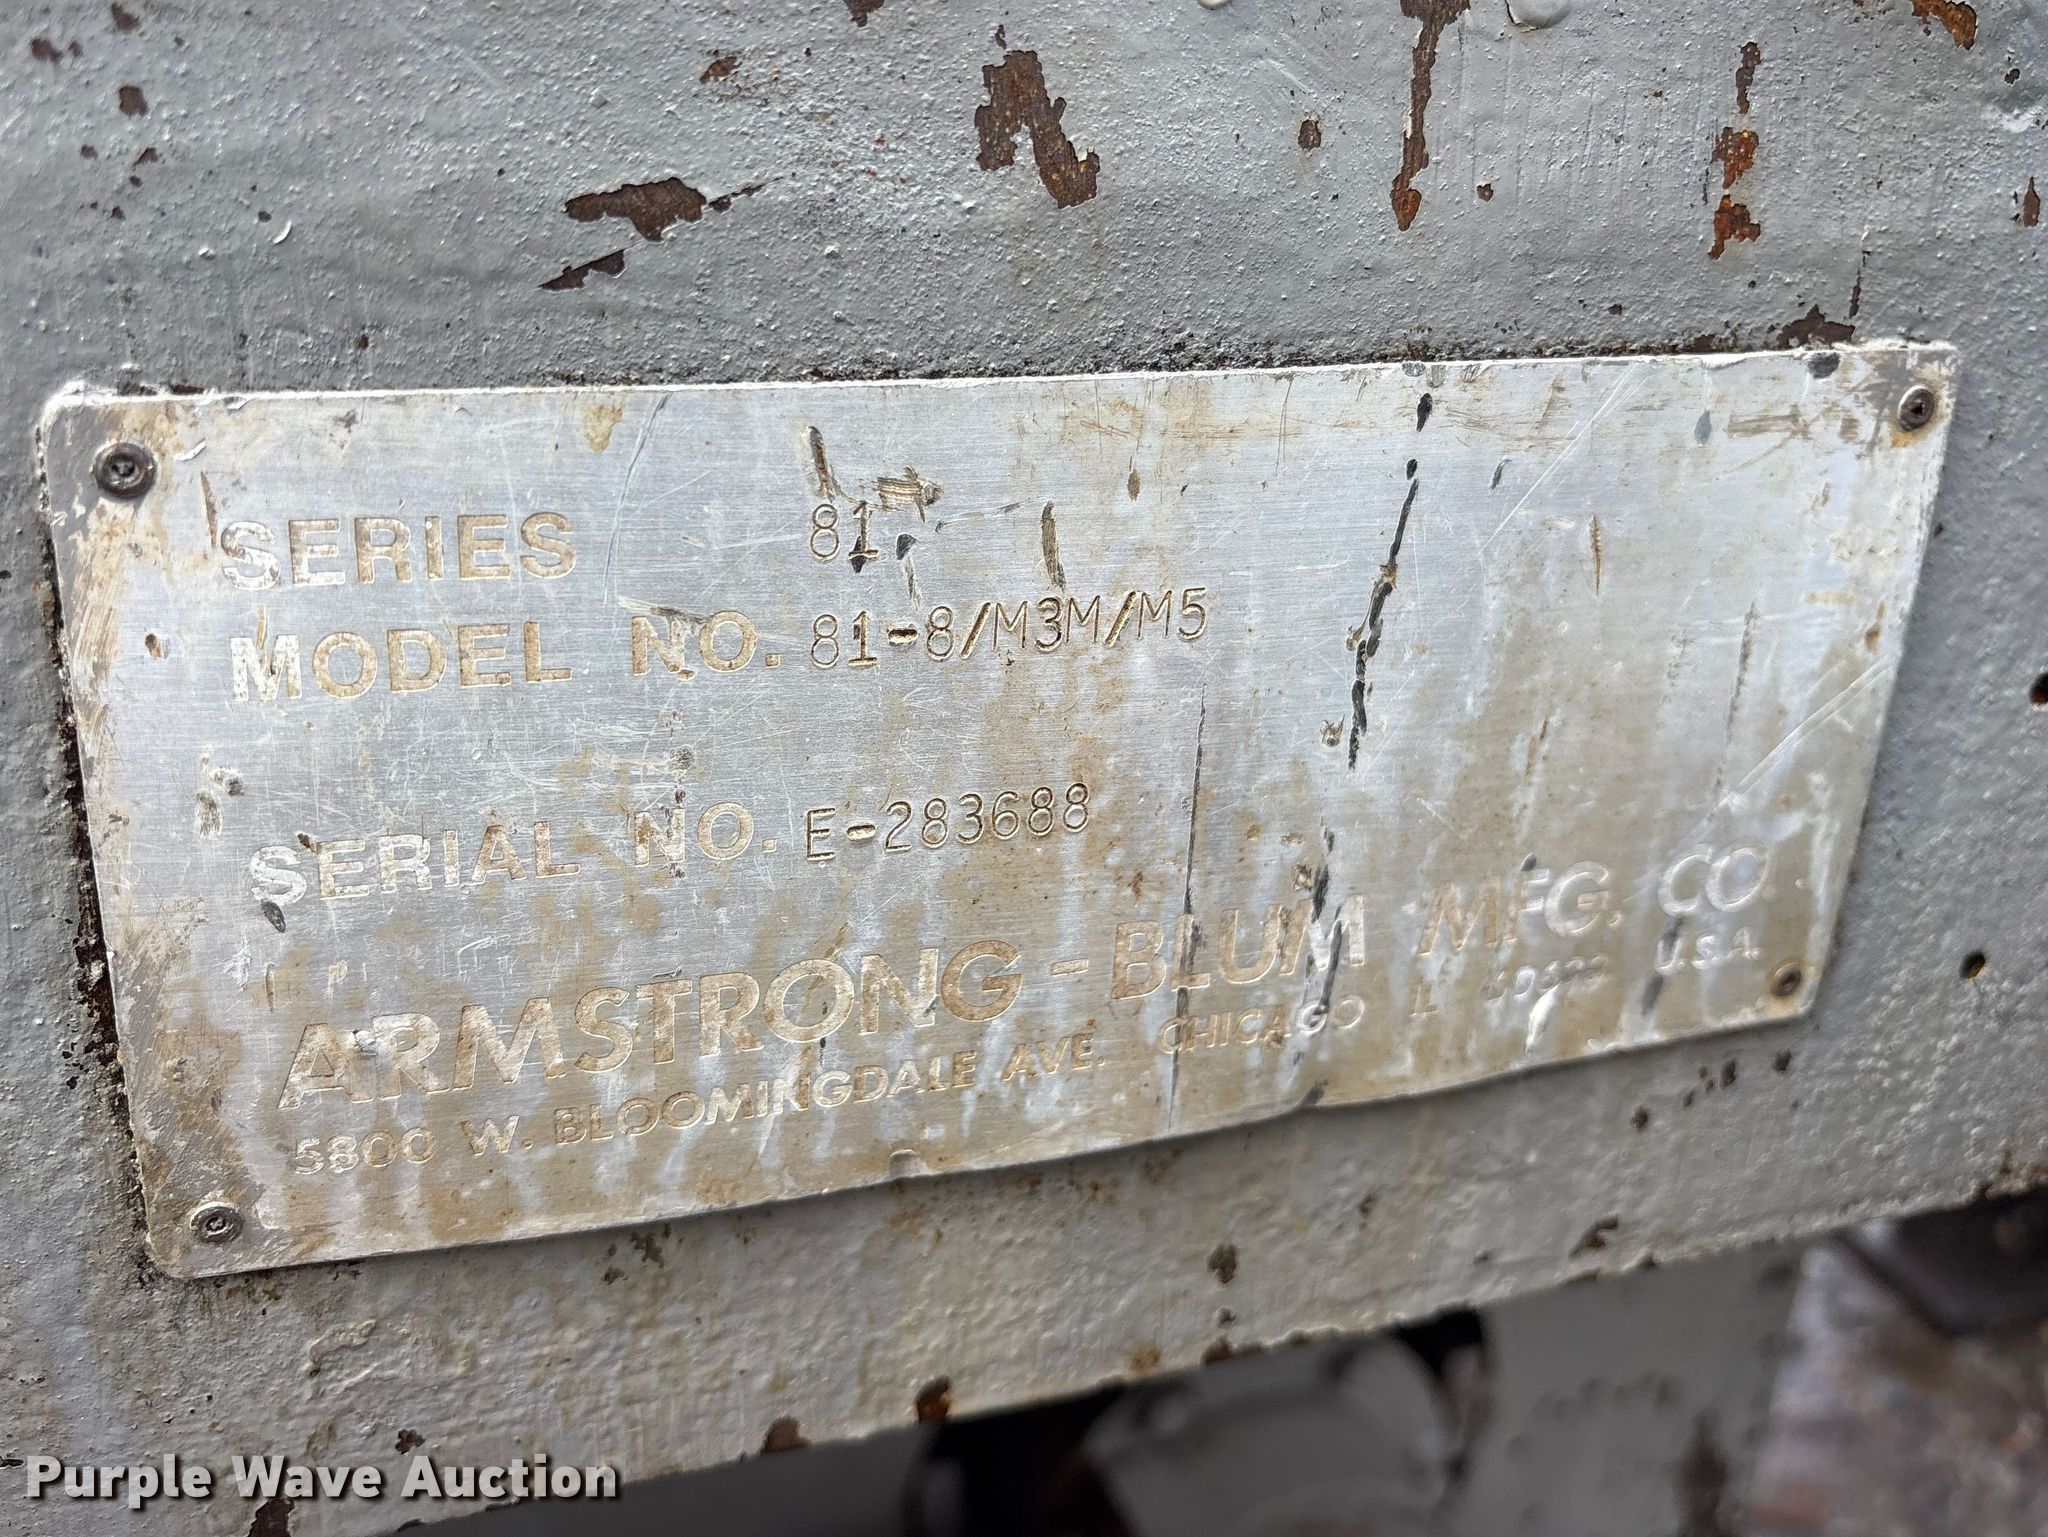 SERIES 81
MODEL NO. 81-8/M3M/M5
SERIAL NO. E-283688
ARMSTRONG-BLUM MFG. CO.
5800 W. BLOOMINGDALE AVE. CHICAGO U.S.A.
Purple Wave Auction